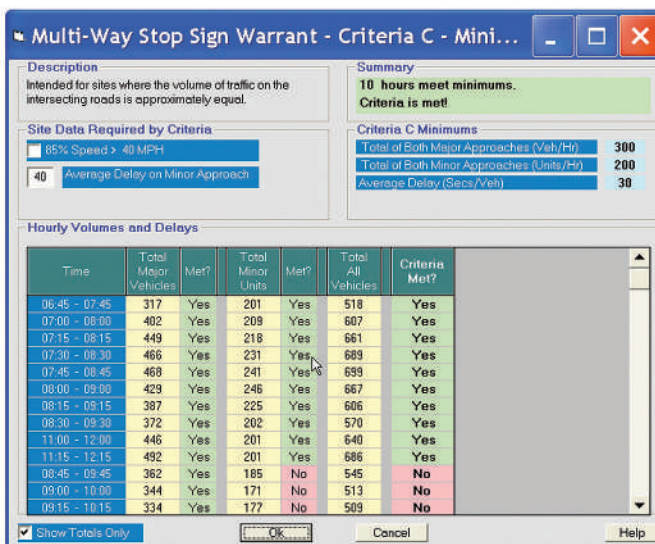 Multi-Way Stop Sign Warrant - Criteria C - Mini...
Description
Intended for sites where the volume of traffic on the
intersecting roads is approximately equal.
Summary
10 hours meet minimums.
Criteria is met!
Site Data Required by Criteria
85% Speed > 40 MPH
40 Average Delay on Minor Approach
Criteria C Minimums
Total of Both Major Approaches (Veh/Hr) 300
Total of Both Minor Approaches (Units/Hr) 200
Average Delay (Secs/Veh) 30
Hourly Volumes and Delays
Time Total Major Vehicles Met? Total Minor Units Met? Total All Vehicles Criteria Met?
06:45 - 07:45 317 Yes 201 Yes 518 Yes
07:00 - 08:00 402 Yes 209 Yes 607 Yes
07:15 - 08:15 449 Yes 218 Yes 661 Yes
07:30 - 08:30 466 Yes 231 Yes 689 Yes
07:45 - 08:45 468 Yes 241 Yes 699 Yes
08:00 - 09:00 429 Yes 246 Yes 667 Yes
08:15 - 09:15 387 Yes 225 Yes 606 Yes
08:30 - 09:30 372 Yes 202 Yes 570 Yes
11:00 - 12:00 446 Yes 201 Yes 640 Yes
11:15 - 12:15 492 Yes 201 Yes 686 Yes
08:45 - 09:45 362 Yes 185 No 545 No
09:00 - 10:00 344 Yes 171 No 513 No
09:15 - 10:15 334 Yes 177 No 509 No
Show Totals Only
Ok
Cancel
Help